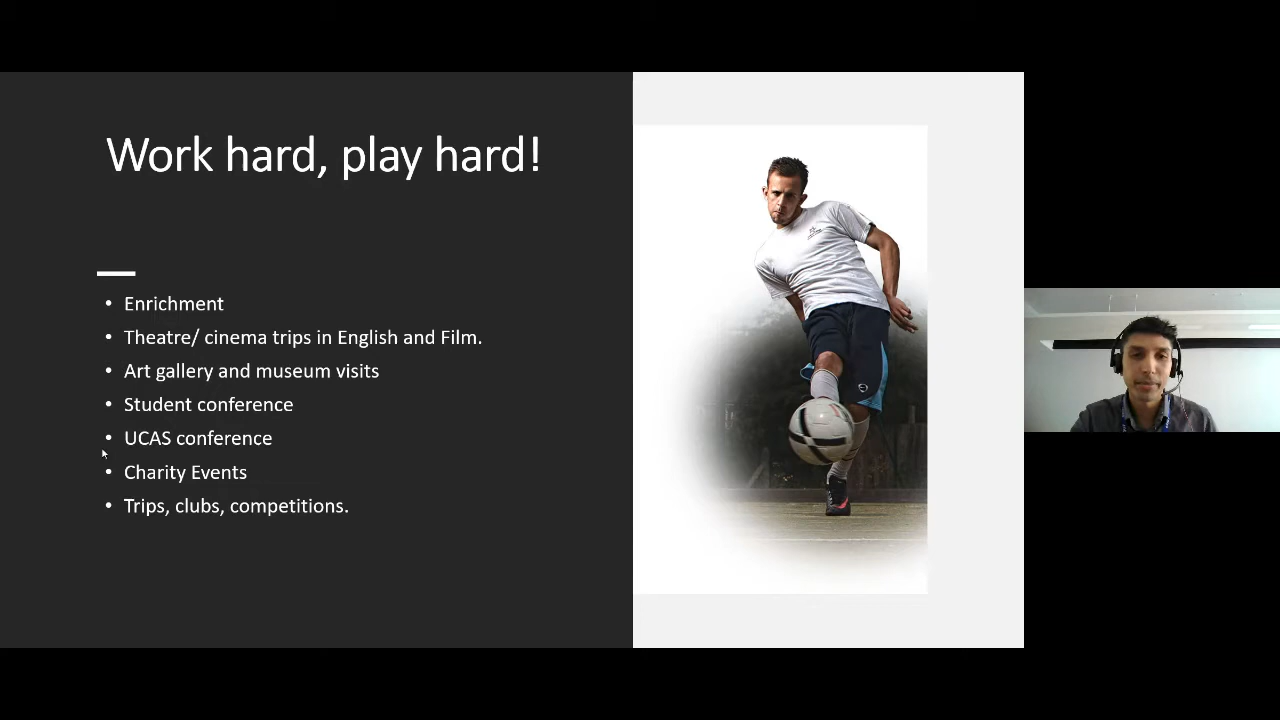 Work hard, play hard!
• Enrichment
• Theatre/ cinema trips in English and Film.
• Art gallery and museum visits
• Student conference
• UCAS conference
• Charity Events
• Trips, clubs, competitions.